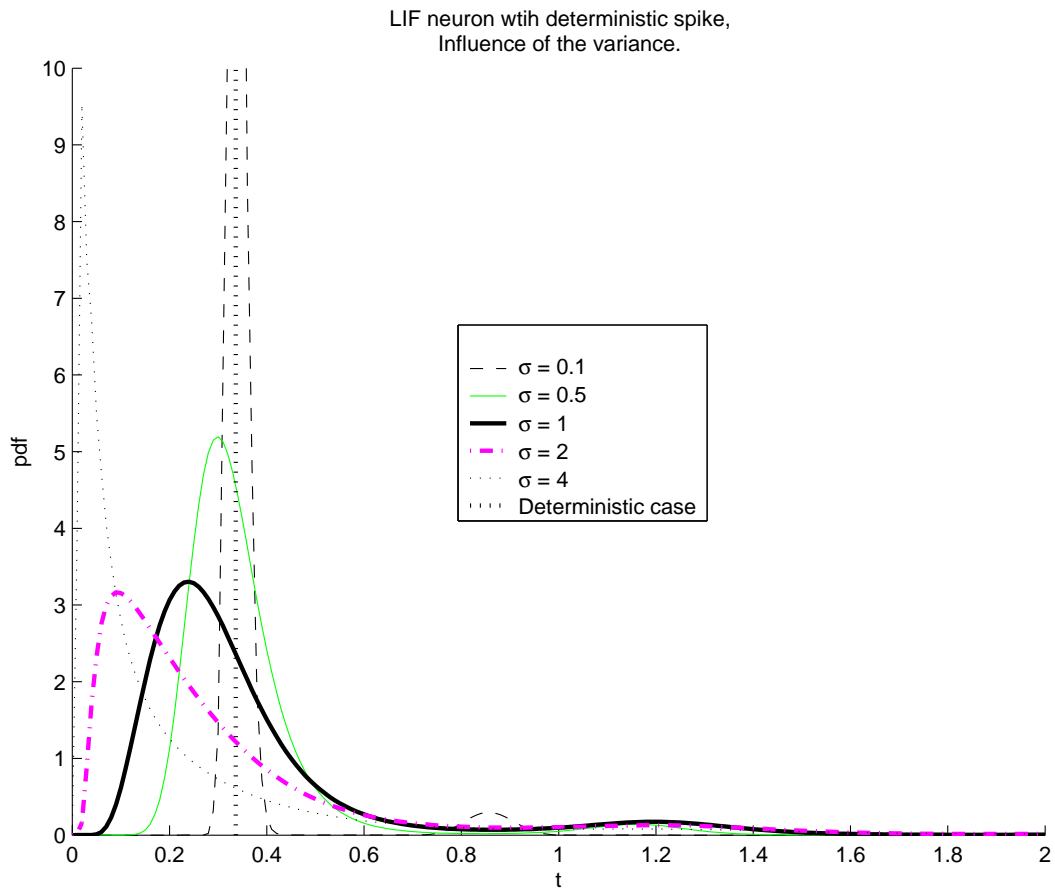 LIF neuron wtih deterministic spike,
Influence of the variance.
10
9
8
7
6
5
4
3
2
1
0
pdf
σ = 0.1
σ = 0.5
σ = 1
σ = 2
σ = 4
Deterministic case
0 0.2 0.4 0.6 0.8 1 1.2 1.4 1.6 1.8 2
t